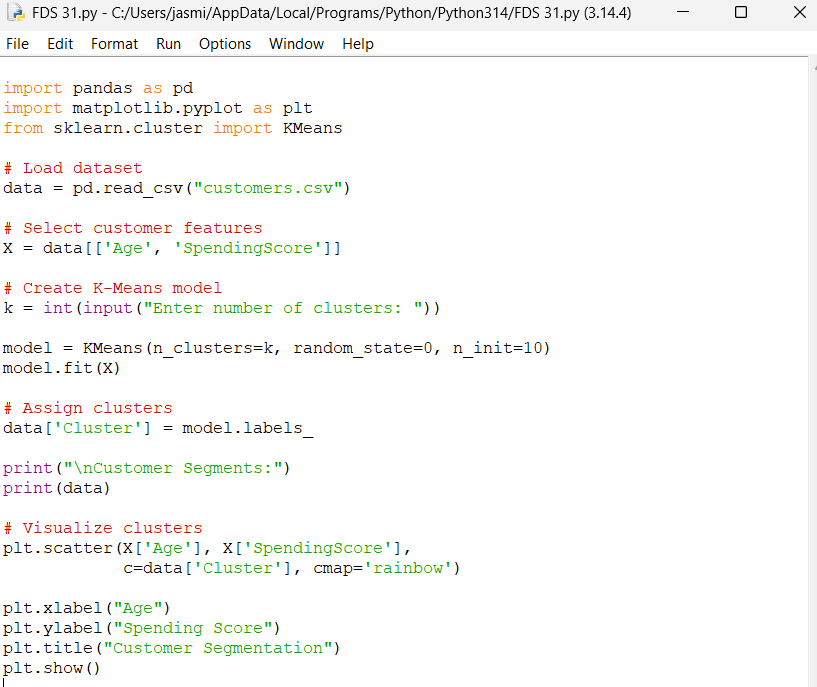 FDS 31.py - C:/Users/jasmi/AppData/Local/Programs/Python/Python314/FDS 31.py (3.14.4)
File Edit Format Run Options Window Help
import pandas as pd
import matplotlib.pyplot as plt
from sklearn.cluster import KMeans
# Load dataset
data = pd.read_csv("customers.csv")
# Select customer features
X = data[['Age', 'SpendingScore']]
# Create K-Means model
k = int(input("Enter number of clusters: "))
model = KMeans(n_clusters=k, random_state=0, n_init=10)
model.fit(X)
# Assign clusters
data['Cluster'] = model.labels_
print("\nCustomer Segments:")
print(data)
# Visualize clusters
plt.scatter(X['Age'], X['SpendingScore'],
            c=data['Cluster'], cmap='rainbow')
plt.xlabel("Age")
plt.ylabel("Spending Score")
plt.title("Customer Segmentation")
plt.show()